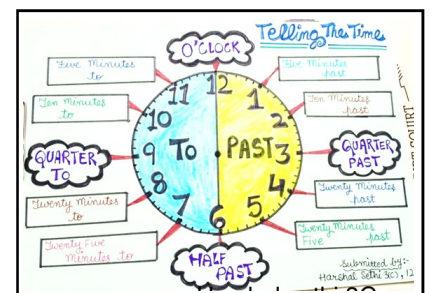 Telling The Time
O'CLOCK
Five Minutes
to
Five Minutes
past
Ten Minutes
to
Ten Minutes
past
QUARTER
TO
QUARTER
PAST
Twenty Minutes
to
Twenty Minutes
past
Twenty Five
Minutes to
Twenty Minutes
Five past
HALF
PAST
12
1
2
3
4
5
6
7
8
9
10
11
TO
PAST
Submitted by:-
Harshal Sethi 3(c), 12